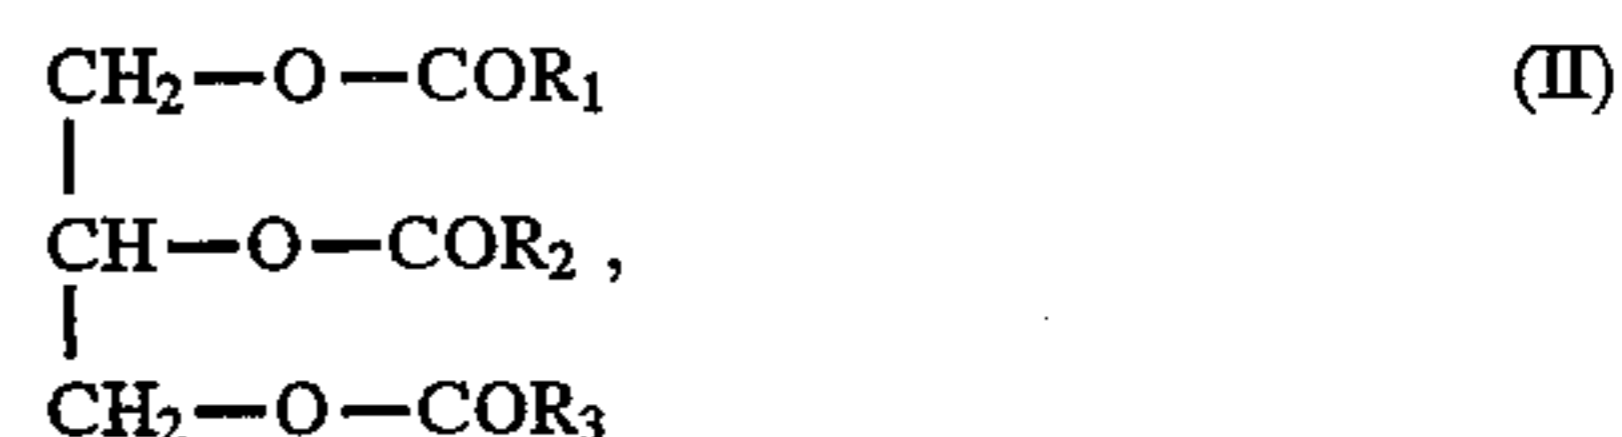 CH₂—O—COR₁ (II)
|
CH—O—COR₂ ,
|
CH₂—O—COR₃